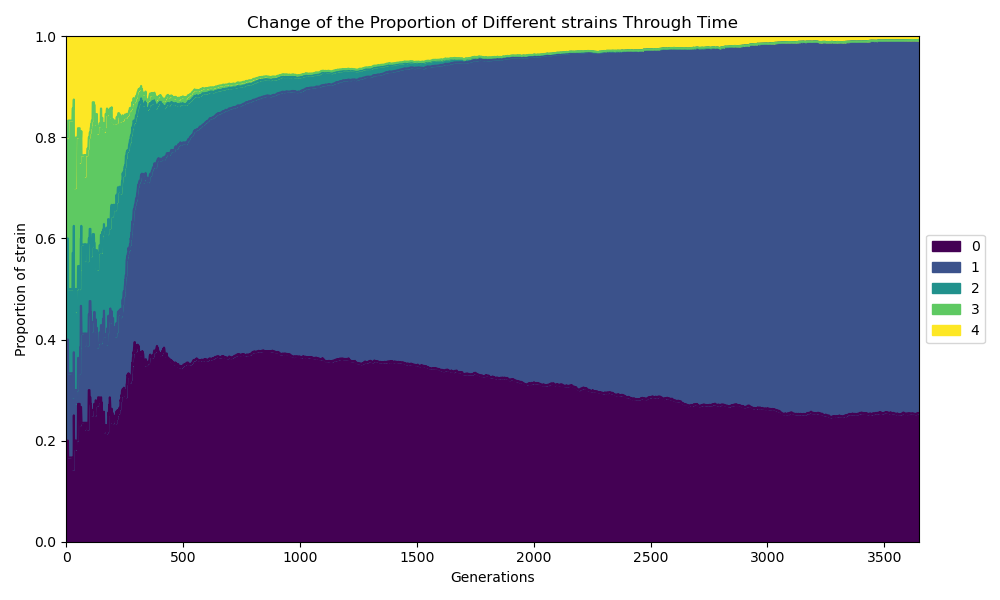 Change of the Proportion of Different strains Through Time
1.0
0.8
0.6
0.4
0.2
0.0
Proportion of strain
0 500 1000 1500 2000 2500 3000 3500
Generations
0
1
2
3
4